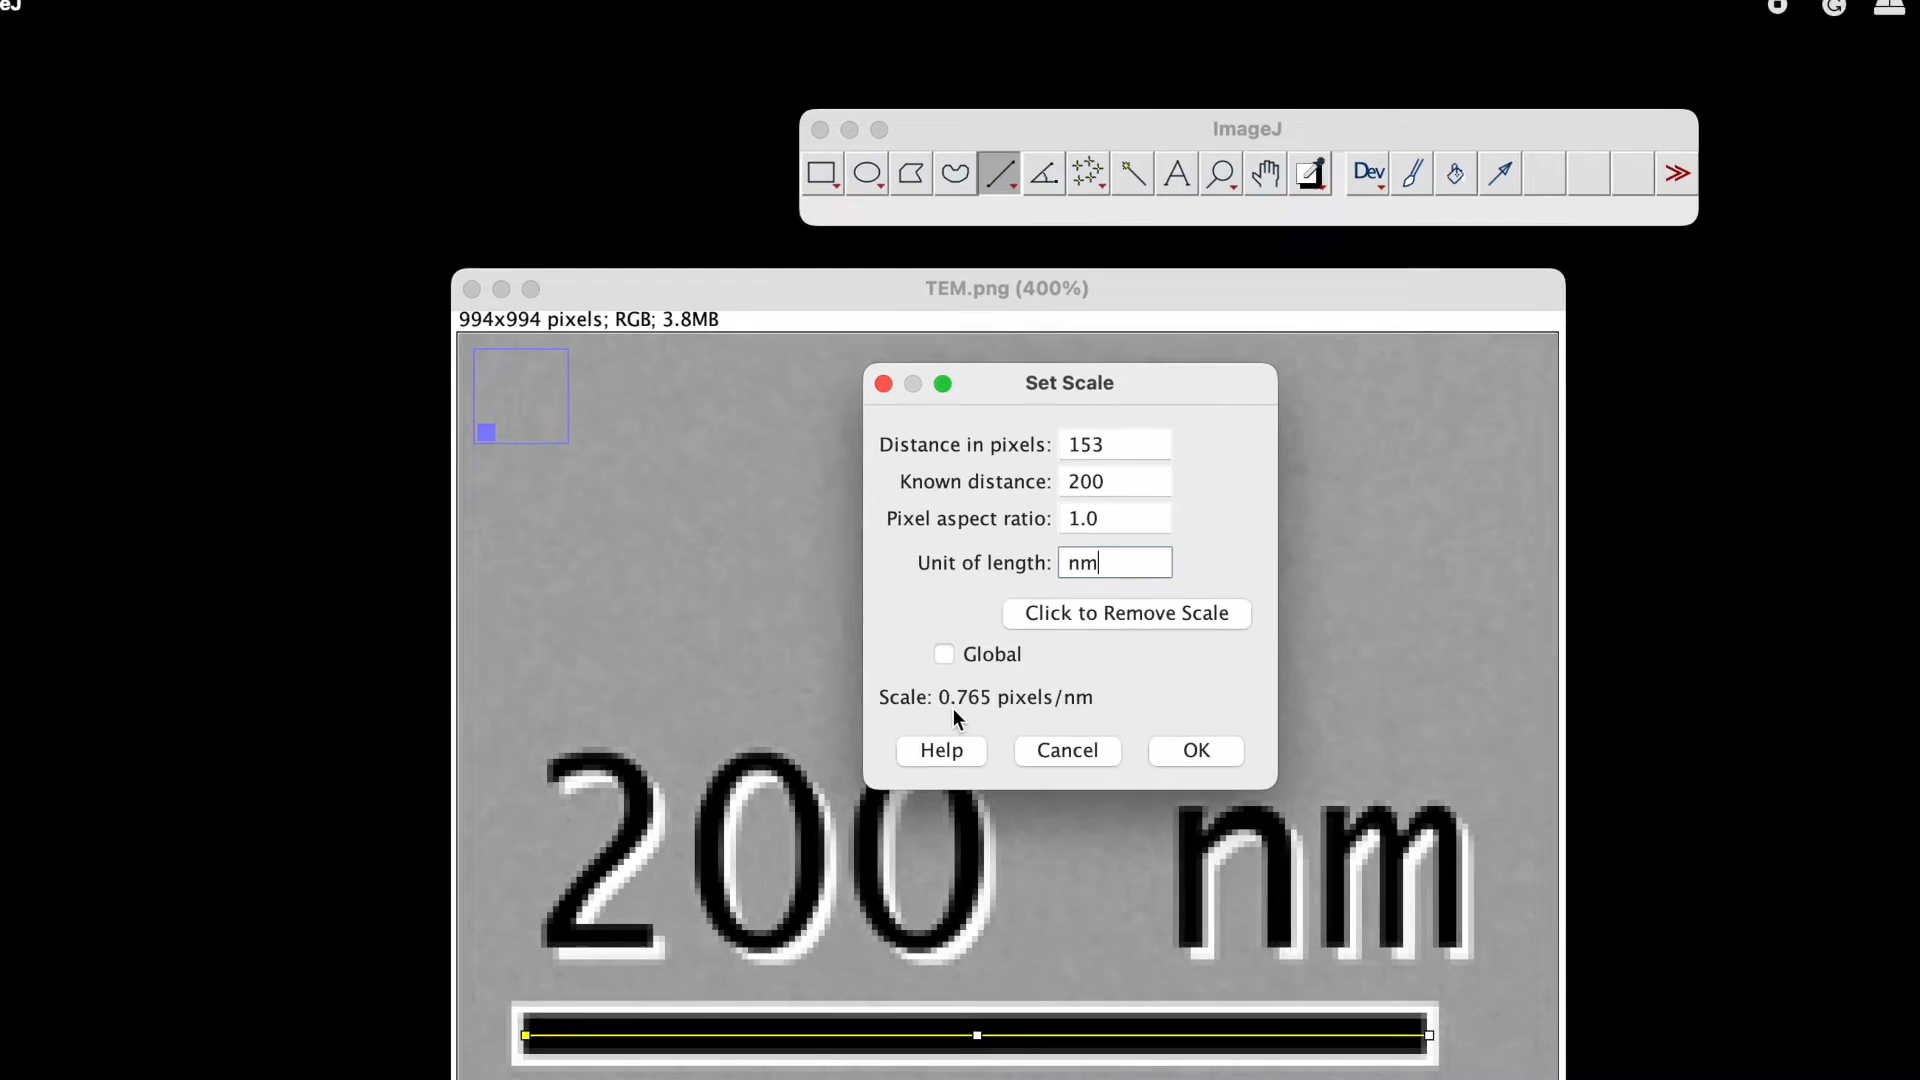 eJ
ImageJ
A
Dev
TEM.png (400%)
994x994 pixels; RGB; 3.8MB
Set Scale
Distance in pixels: 153
Known distance: 200
Pixel aspect ratio: 1.0
Unit of length: nm
Click to Remove Scale
Global
Scale: 0.765 pixels/nm
Help Cancel OK
200 nm